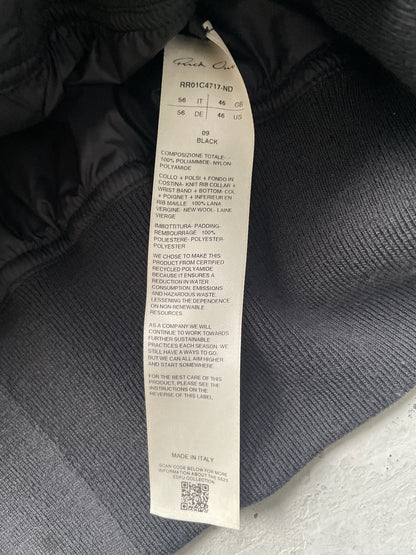 Rick Owens
RR01C4717-ND
56 IT 46 GB
56 DE 46 US
09
BLACK
COMPOSIZIONE TOTALE:-
100% POLIAMMIDE- NYLON-
POLYAMIDE
COLLO + POLSI + FONDO IN
COSTINA- KNIT RIB COLLAR +
WRIST BAND + BOTTOM- COL
+ POIGNET + INFERIEUR EN
RIB MAILLE 100% LANA
VERGINE- NEW WOOL - LAINE
VIERGE
IMBOTTITURA- PADDING-
REMBOURRAGE 100%
POLIESTERE- POLYESTER-
POLYESTER
WE CHOSE TO MAKE THIS
PRODUCT FROM CERTIFIED
RECYCLED POLYAMIDE
BECAUSE IT ENSURES A
REDUCTION IN WATER
CONSUMPTION, EMISSIONS
AND HAZARDOUS WASTE,
LESSENING THE DEPENDENCE
ON NON-RENEWABLE
RESOURCES
AS A COMPANY WE WILL
CONTINUE TO WORK TOWARDS
FURTHER SUSTAINABLE
PRACTICES EACH SEASON. WE
STILL HAVE A WAYS TO GO,
BUT WE CAN ALL AIM HIGHER
AND START SOMEWHERE.
FOR THE BEST CARE OF THIS
PRODUCT, PLEASE SEE THE
INSTRUCTIONS ON THE
REVERSE OF THIS LABEL.
MADE IN ITALY
SCAN CODE BELOW FOR MORE
INFORMATION ABOUT THE SS23
EDFU COLLECTION